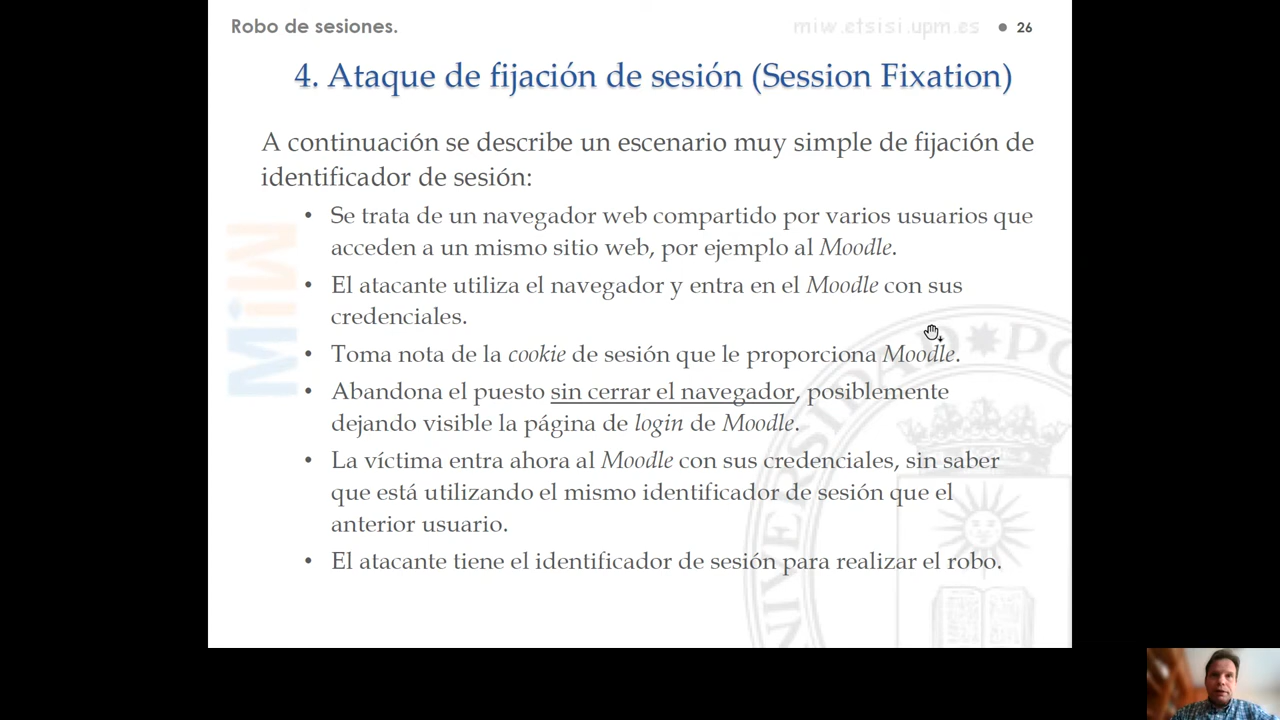 Robo de sesiones.
miw.etsisi.upm.es
26
4. Ataque de fijación de sesión (Session Fixation)
A continuación se describe un escenario muy simple de fijación de
identificador de sesión:
• Se trata de un navegador web compartido por varios usuarios que
acceden a un mismo sitio web, por ejemplo al Moodle.
• El atacante utiliza el navegador y entra en el Moodle con sus
credenciales.
• Toma nota de la cookie de sesión que le proporciona Moodle.
• Abandona el puesto sin cerrar el navegador, posiblemente
dejando visible la página de login de Moodle.
• La víctima entra ahora al Moodle con sus credenciales, sin saber
que está utilizando el mismo identificador de sesión que el
anterior usuario.
• El atacante tiene el identificador de sesión para realizar el robo.
MiW